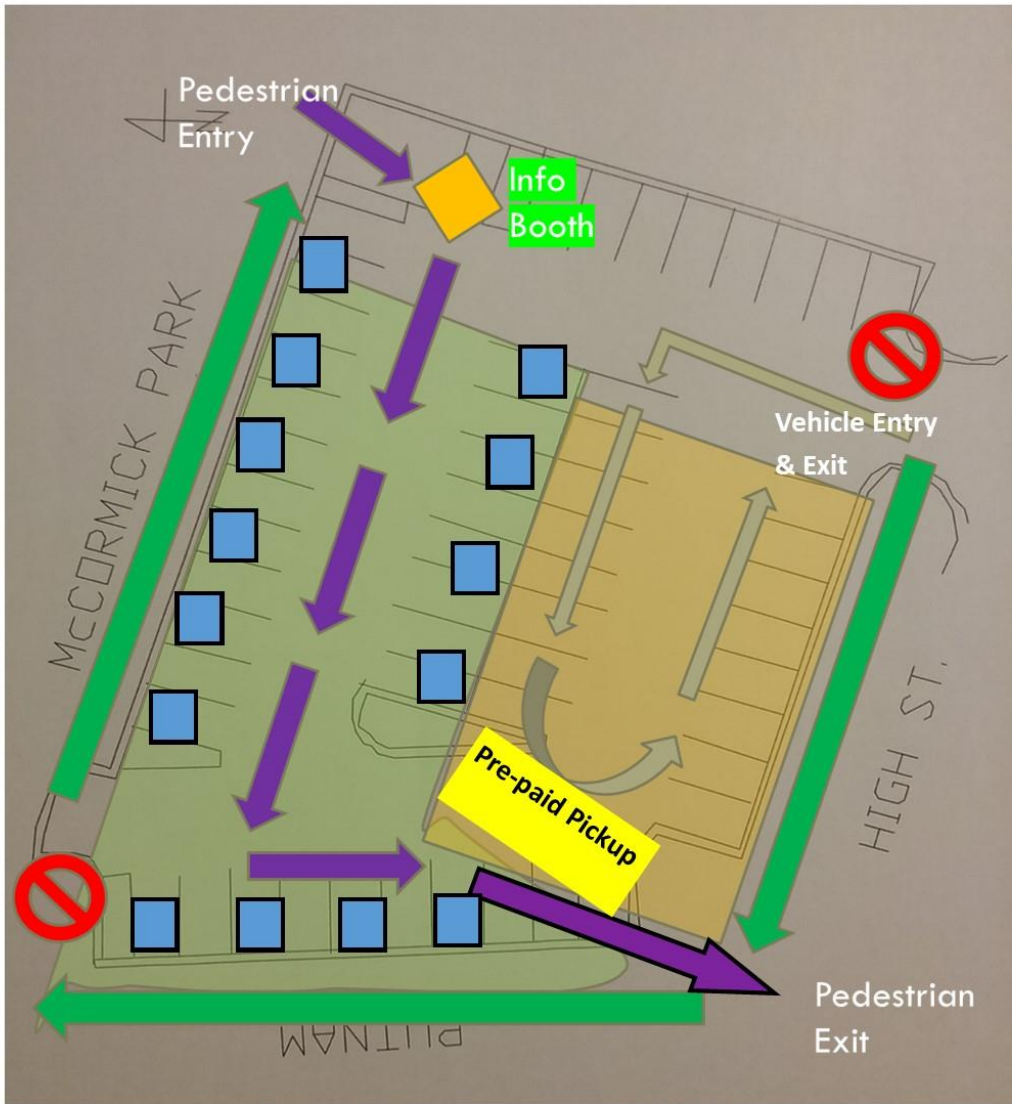 Pedestrian
Entry
Info
Booth
McCORMICK PARK
Vehicle Entry
& Exit
HIGH ST.
Pre-paid Pickup
Pedestrian
Exit
PUTNAM